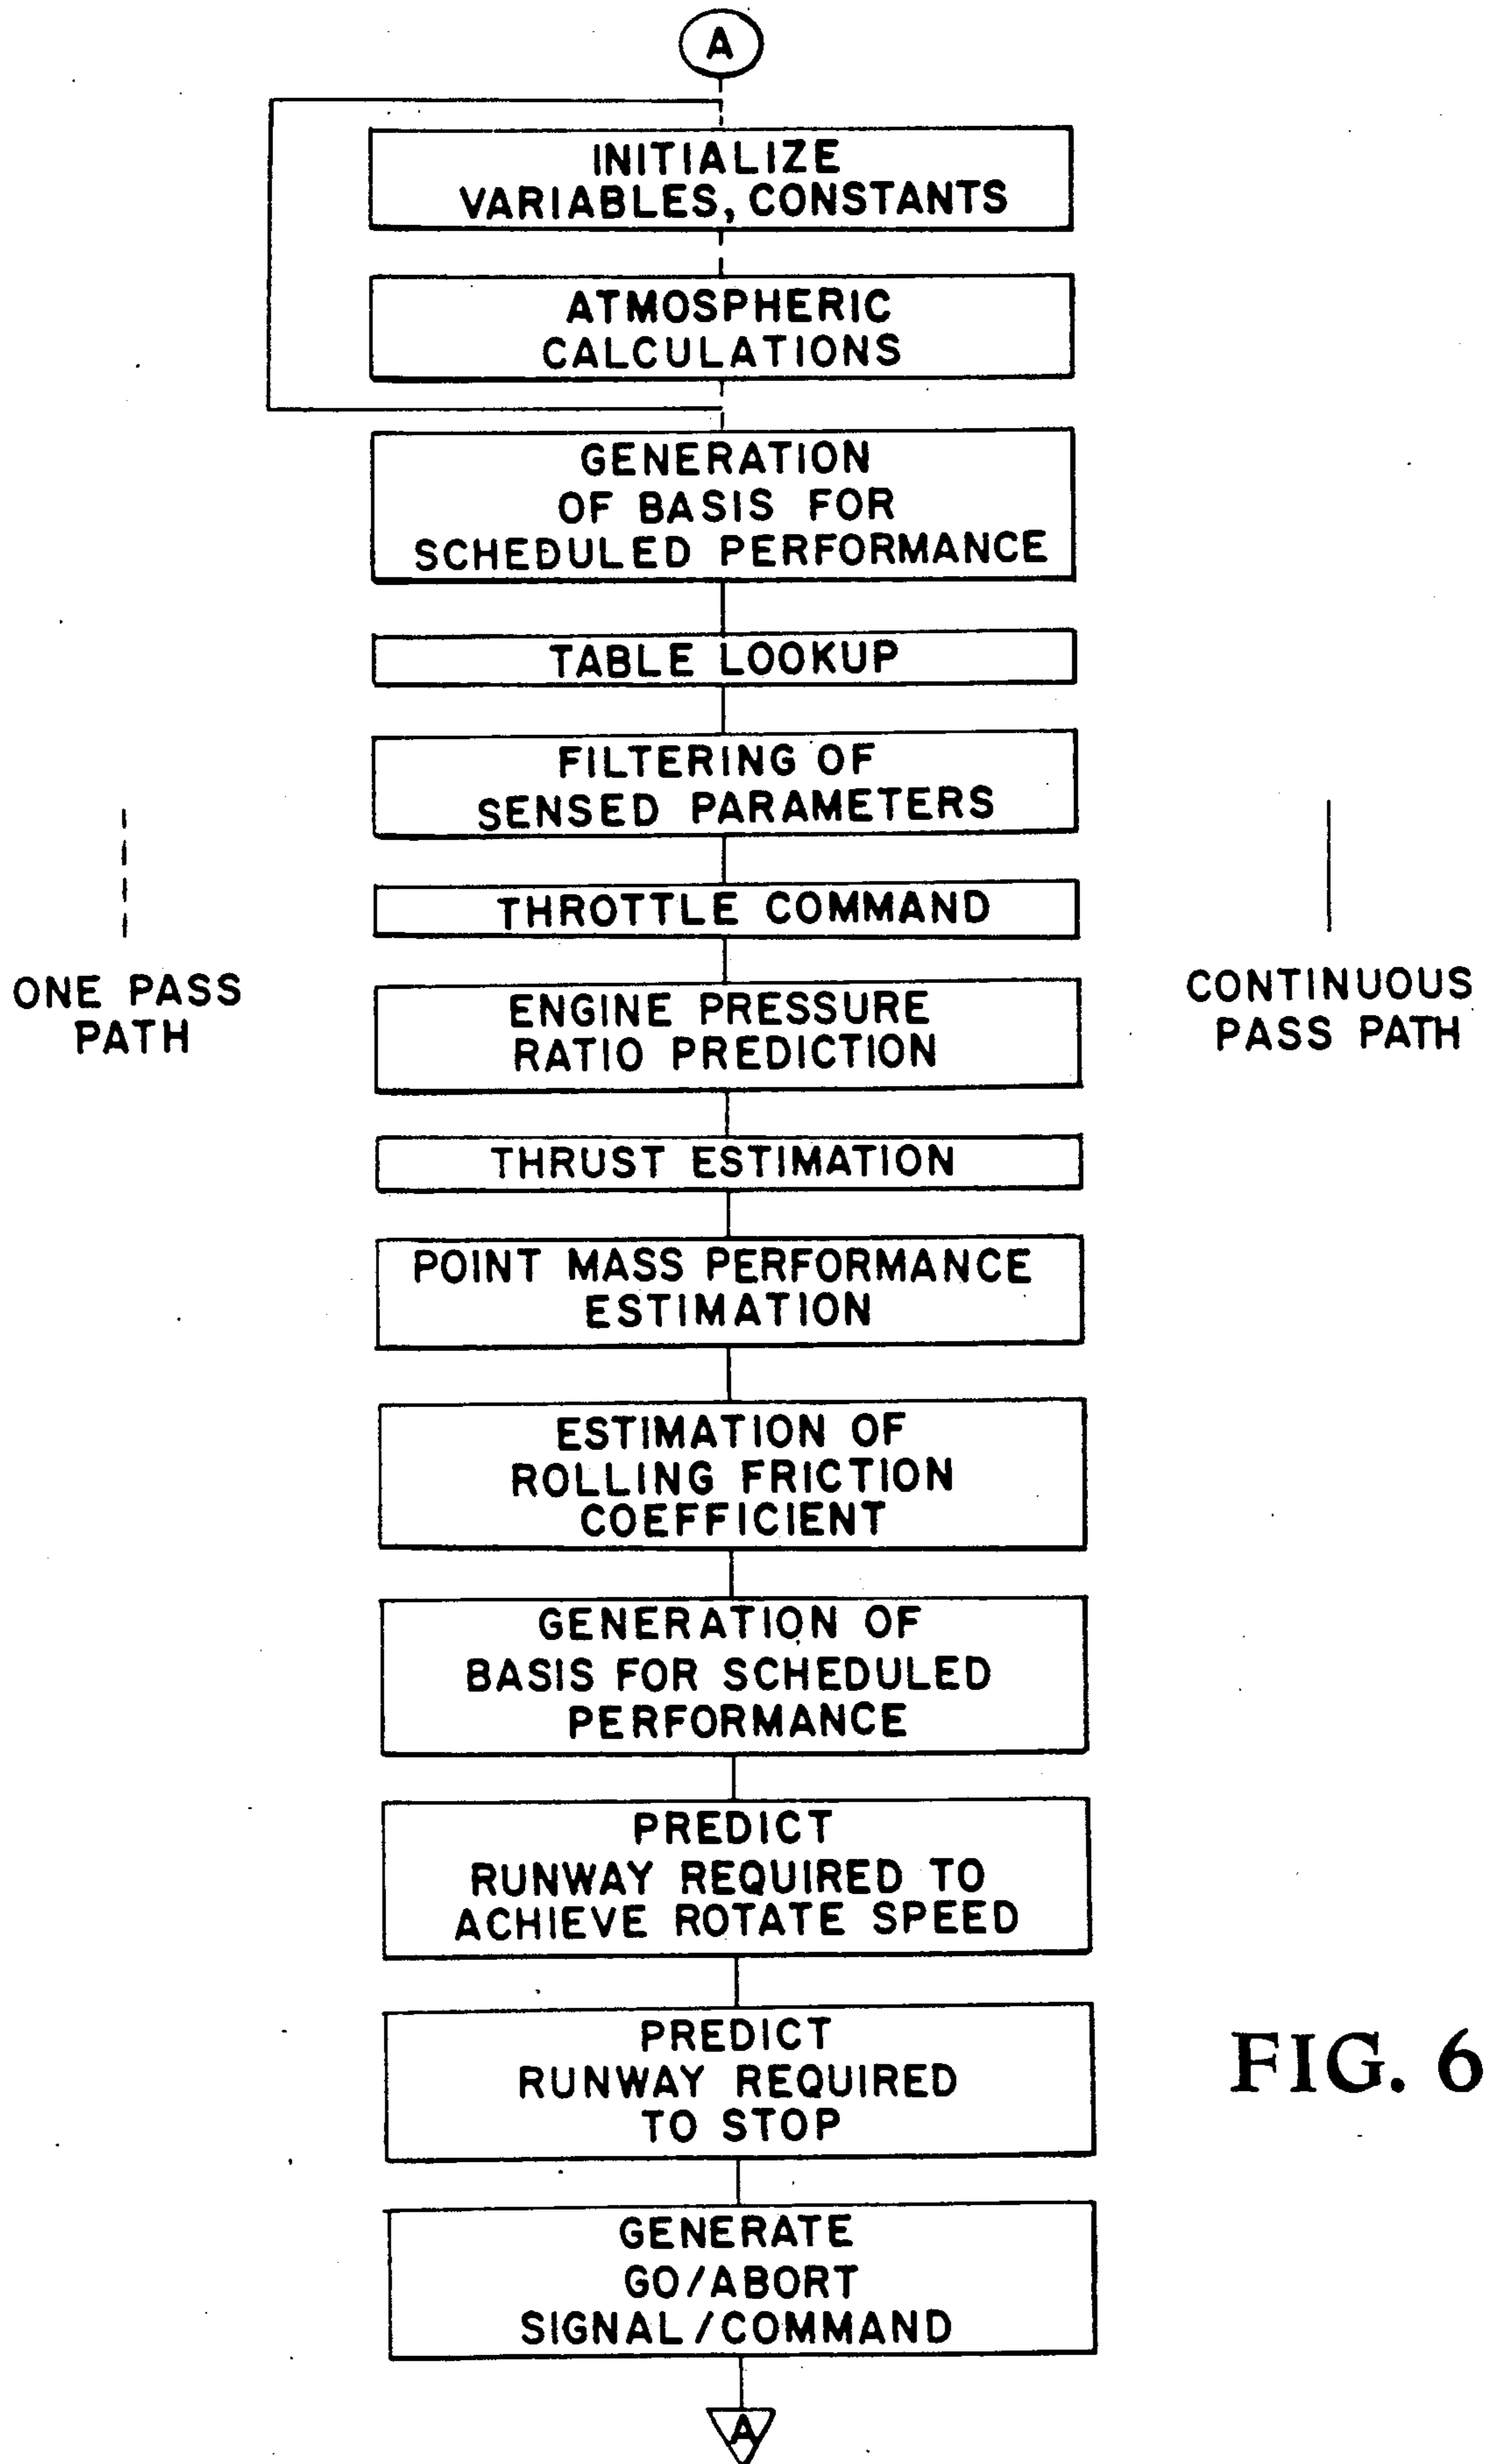 A
INITIALIZE
VARIABLES, CONSTANTS
ATMOSPHERIC
CALCULATIONS
GENERATION
OF BASIS FOR
SCHEDULED PERFORMANCE
TABLE LOOKUP
FILTERING OF
SENSED PARAMETERS
THROTTLE COMMAND
ONE PASS
PATH
ENGINE PRESSURE
RATIO PREDICTION
CONTINUOUS
PASS PATH
THRUST ESTIMATION
POINT MASS PERFORMANCE
ESTIMATION
ESTIMATION OF
ROLLING FRICTION
COEFFICIENT
GENERATION OF
BASIS FOR SCHEDULED
PERFORMANCE
PREDICT
RUNWAY REQUIRED TO
ACHIEVE ROTATE SPEED
PREDICT
RUNWAY REQUIRED
TO STOP
FIG. 6
GENERATE
GO/ABORT
SIGNAL/COMMAND
A